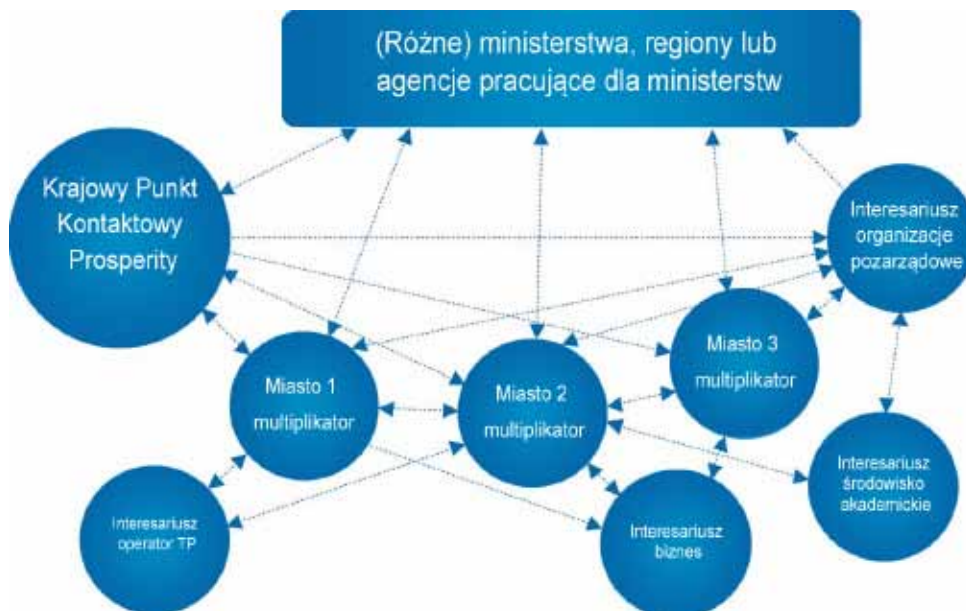 (Różne) ministerstwa, regiony lub
agencje pracujące dla ministerstw
Krajowy Punkt
Kontaktowy
Prosperity
Interesariusz
organizacje
pozarządowe
Miasto 1
multiplikator
Miasto 2
multiplikator
Miasto 3
multiplikator
Interesariusz
operator TP
Interesariusz
biznes
Interesariusz
środowisko
akademickie